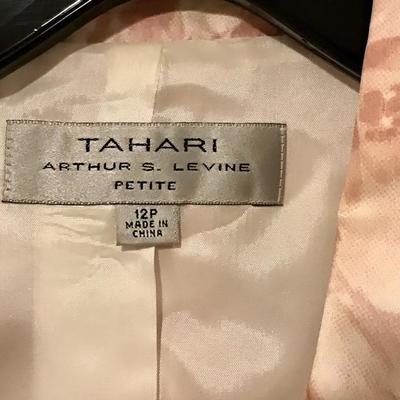 TAHARI
ARTHUR S. LEVINE
PETITE
12P
MADE IN
CHINA